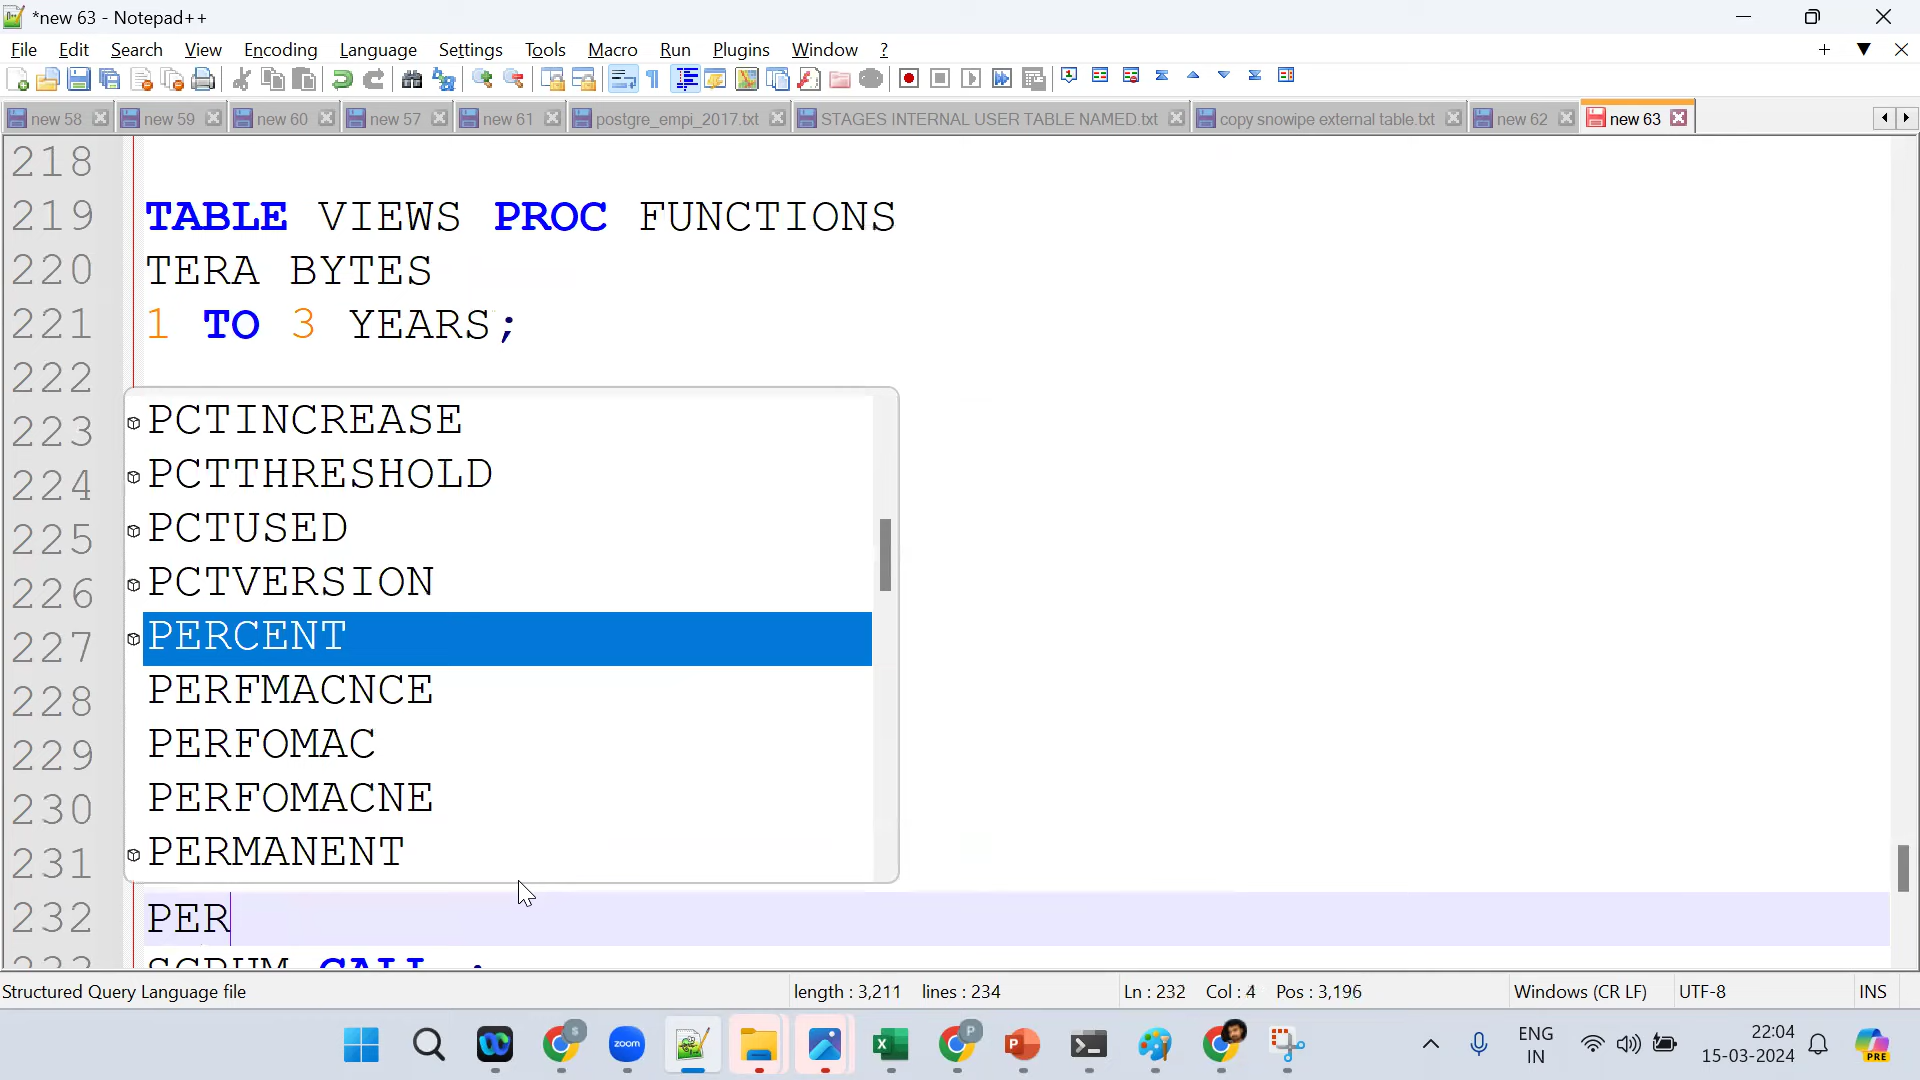 *new 63 - Notepad++
File Edit Search View Encoding Language Settings Tools Macro Run Plugins Window ?
new 58 new 59 new 60 new 57 new 61 postgre_empi_2017.txt STAGES INTERNAL USER TABLE NAMED.txt copy snowipe external table.txt new 62 new 63
218
219 TABLE VIEWS PROC FUNCTIONS
220 TERA BYTES
221 1 TO 3 YEARS;
222
PCTINCREASE
223
PCTTHRESHOLD
224
PCTUSED
225
PCTVERSION
226
PERCENT
227
PERFMACNCE
228
PERFOMAC
229
PERFOMACNE
230
PERMANENT
231
232 PER
233 SCRUM CALL :
Structured Query Language file length : 3,211 lines : 234 Ln : 232 Col : 4 Pos : 3,196 Windows (CR LF) UTF-8 INS
zoom
ENG
IN
22:04
15-03-2024
PRE